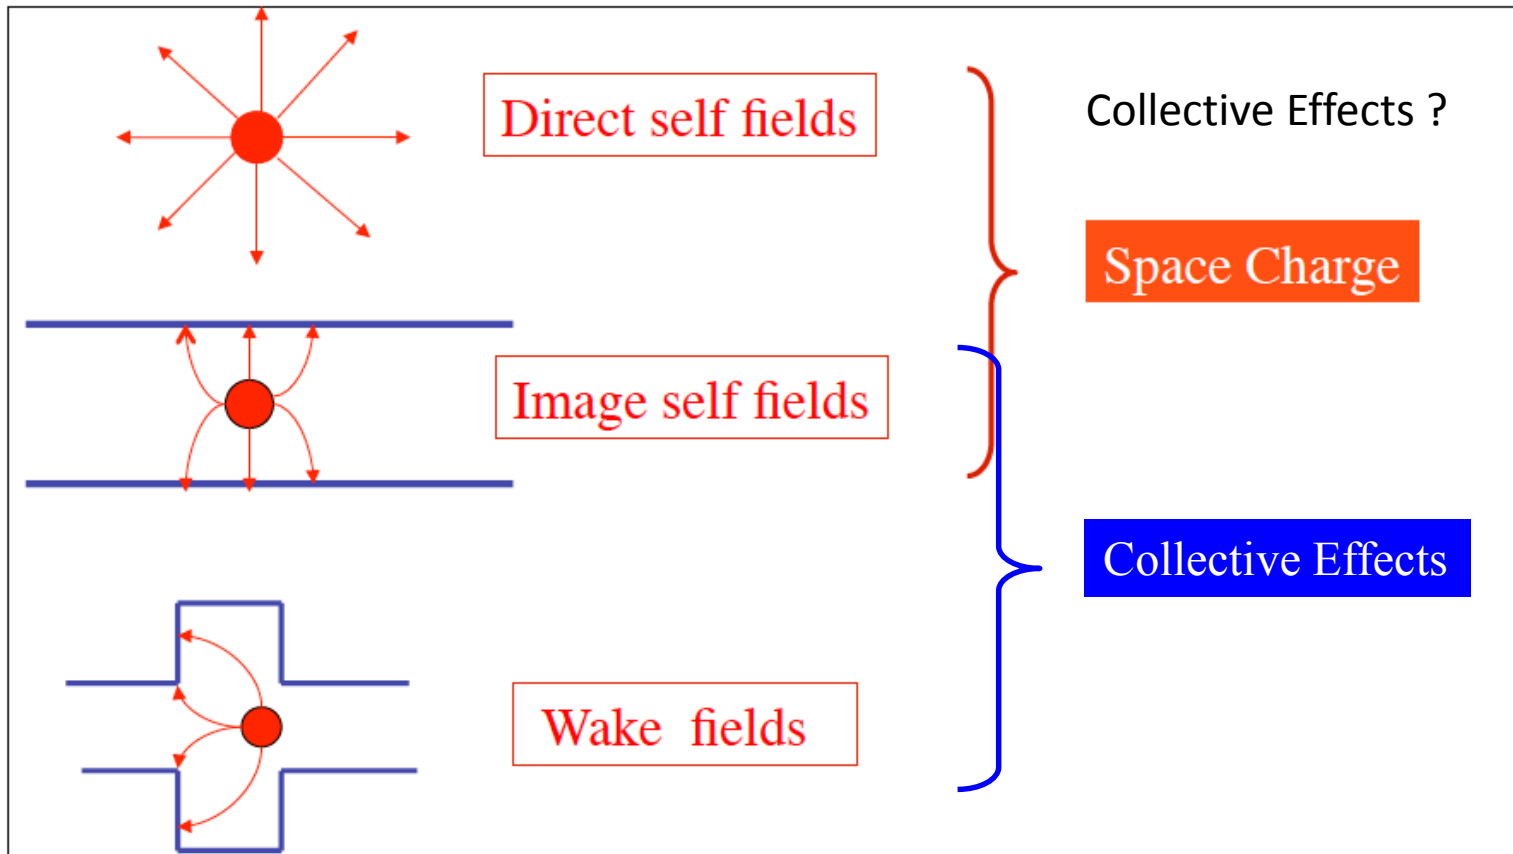 Direct self fields
Collective Effects ?
Space Charge
Image self fields
Collective Effects
Wake fields